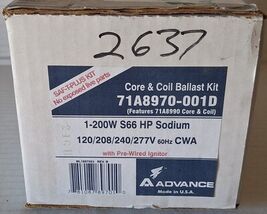 2637
SAF-T-PLUS KIT
No exposed live parts
Core & Coil Ballast Kit
71A8970-001D
(Features 71A8990 Core & Coil)
1-200W S66 HP Sodium
120/208/240/277V 60Hz CWA
with Pre-Wired Ignitor
ADVANCE
Made in U.S.A.